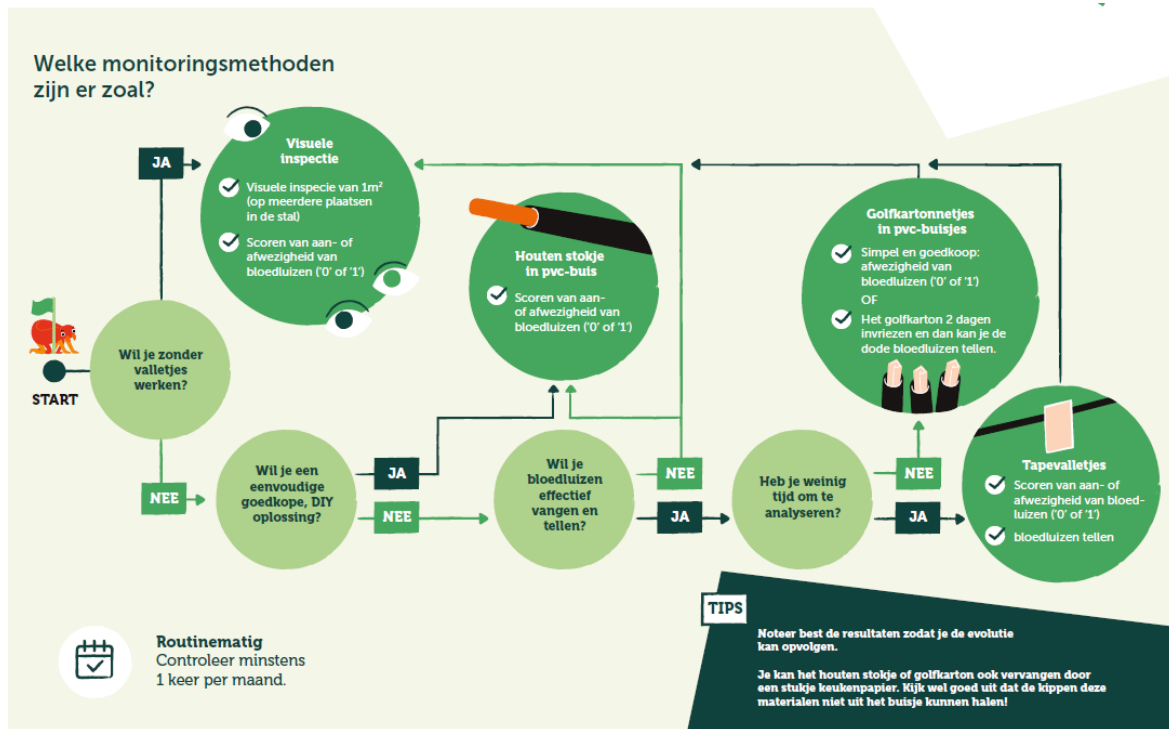 Welke monitoringsmethoden
zijn er zoal?
JA
Visuele
inspectie
Visuele inspecie van 1m²
(op meerdere plaatsen
in de stal)
Scoren van aan- of
afwezigheid van
bloedluizen ('0' of '1')
Houten stokje
in pvc-buis
Scoren van aan-
of afwezigheid van
bloedluizen ('0' of '1')
Golfkartonnetjes
in pvc-buisjes
Simpel en goedkoop:
afwezigheid van
bloedluizen ('0' of '1')
OF
Het golfkarton 2 dagen
invriezen en dan kan je de
dode bloedluizen tellen.
START
Wil je zonder
valletjes
werken?
NEE
Wil je een
eenvoudige
goedkope, DIY
oplossing?
JA
NEE
Wil je
bloedluizen
effectief
vangen en
tellen?
NEE
JA
Heb je weinig
tijd om te
analyseren?
NEE
JA
Tapevalletjes
Scoren van aan- of
afwezigheid van bloed-
luizen ('0' of '1')
bloedluizen tellen
Routinematig
Controleer minstens
1 keer per maand.
TIPS
Noteer best de resultaten zodat je de evolutie
kan opvolgen.
Je kan het houten stokje of golfkarton ook vervangen door
een stukje keukenpapier. Kijk wel goed uit dat de kippen deze
materialen niet uit het buisje kunnen halen!